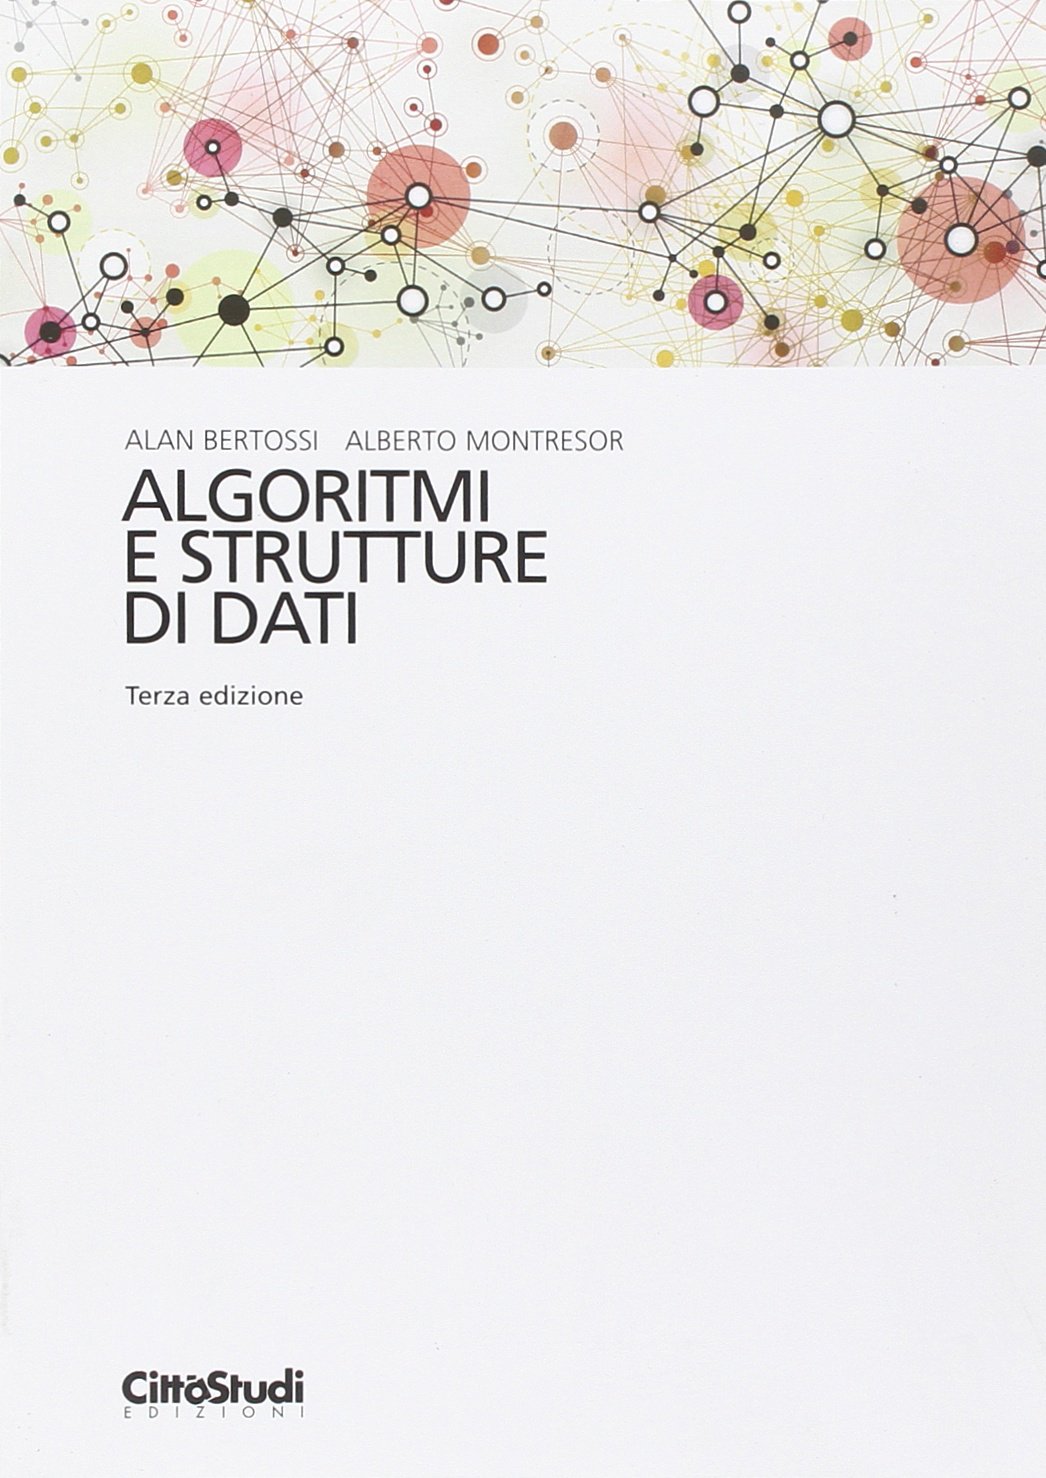 ALAN BERTOSSI ALBERTO MONTRESOR
ALGORITMI
E STRUTTURE
DI DATI
Terza edizione
CittàStudi
EDIZIONI